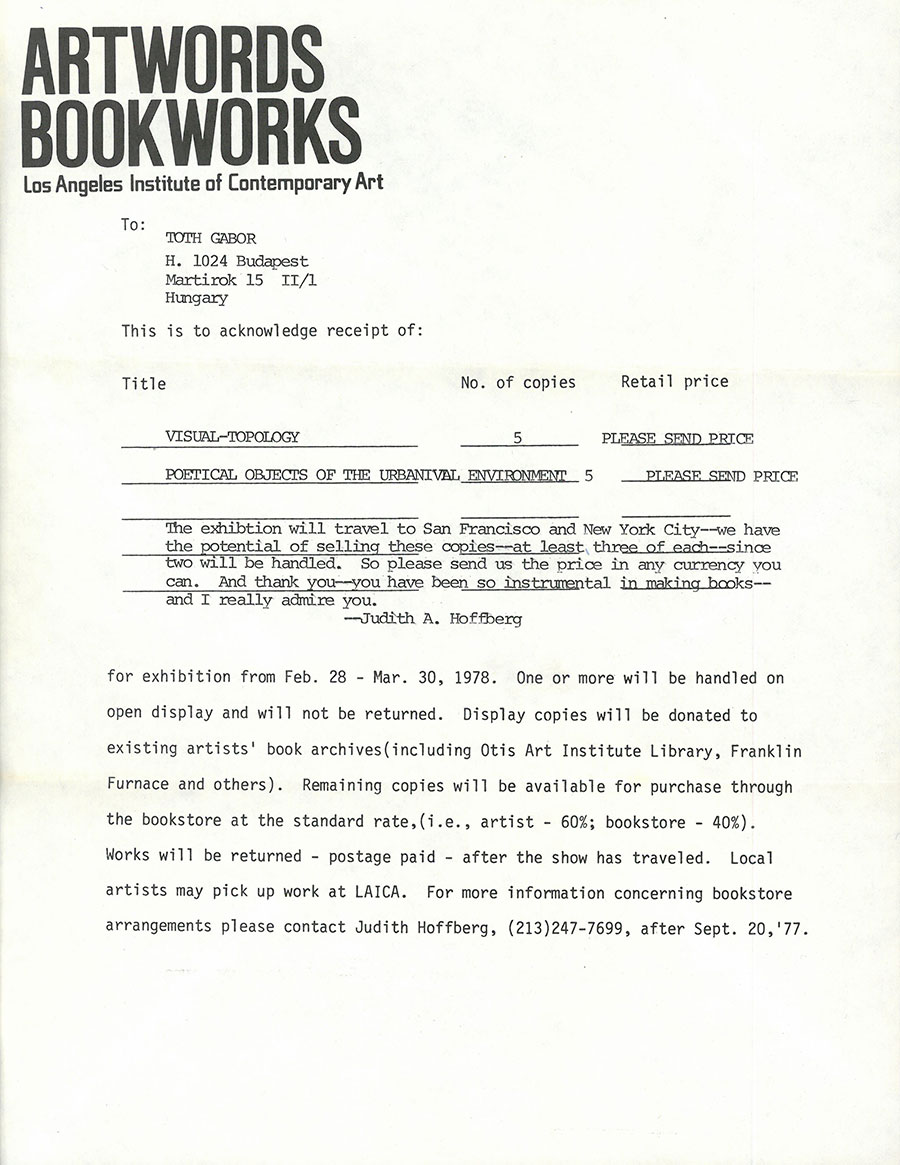 ARTWORDS
BOOKWORKS
Los Angeles Institute of Contemporary Art
To:
TOTH GABOR
H. 1024 Budapest
Martirok 15 II/1
Hungary
This is to acknowledge receipt of:
Title No. of copies Retail price
VISUAL-TOPOLOGY 5 PLEASE SEND PRICE
POETICAL OBJECTS OF THE URBANIVAL ENVIRONMENT 5 PLEASE SEND PRICE
The exhibtion will travel to San Francisco and New York City--we have
the potential of selling these copies--at least three of each--since
two will be handled. So please send us the price in any currency you
can. And thank you--you have been so instrumental in making books--
and I really admire you.
--Judith A. Hoffberg
for exhibition from Feb. 28 - Mar. 30, 1978. One or more will be handled on
open display and will not be returned. Display copies will be donated to
existing artists' book archives(including Otis Art Institute Library, Franklin
Furnace and others). Remaining copies will be available for purchase through
the bookstore at the standard rate,(i.e., artist - 60%; bookstore - 40%).
Works will be returned - postage paid - after the show has traveled. Local
artists may pick up work at LAICA. For more information concerning bookstore
arrangements please contact Judith Hoffberg, (213)247-7699, after Sept. 20,'77.